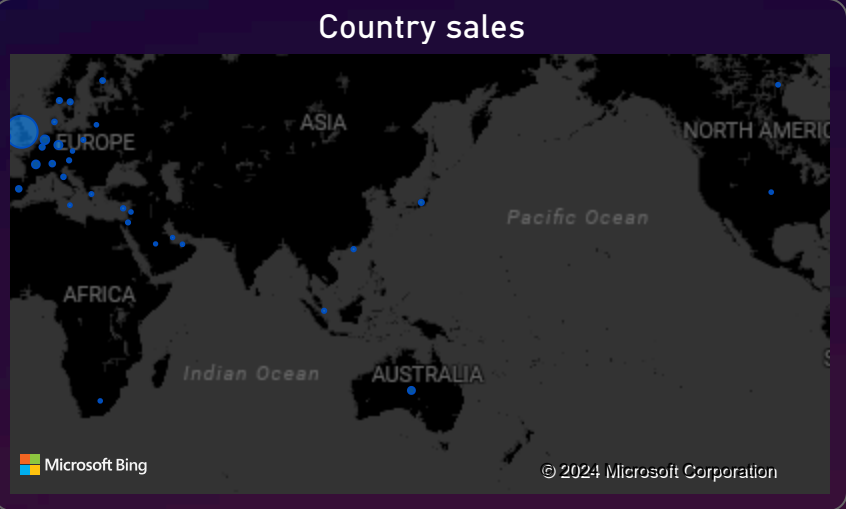 Country sales
ASIA
NORTH AMERIC
EUROPE
Pacific Ocean
AFRICA
Indian Ocean
AUSTRALIA
S
Microsoft Bing
© 2024 Microsoft Corporation